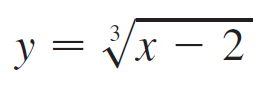 y = ∛x − 2